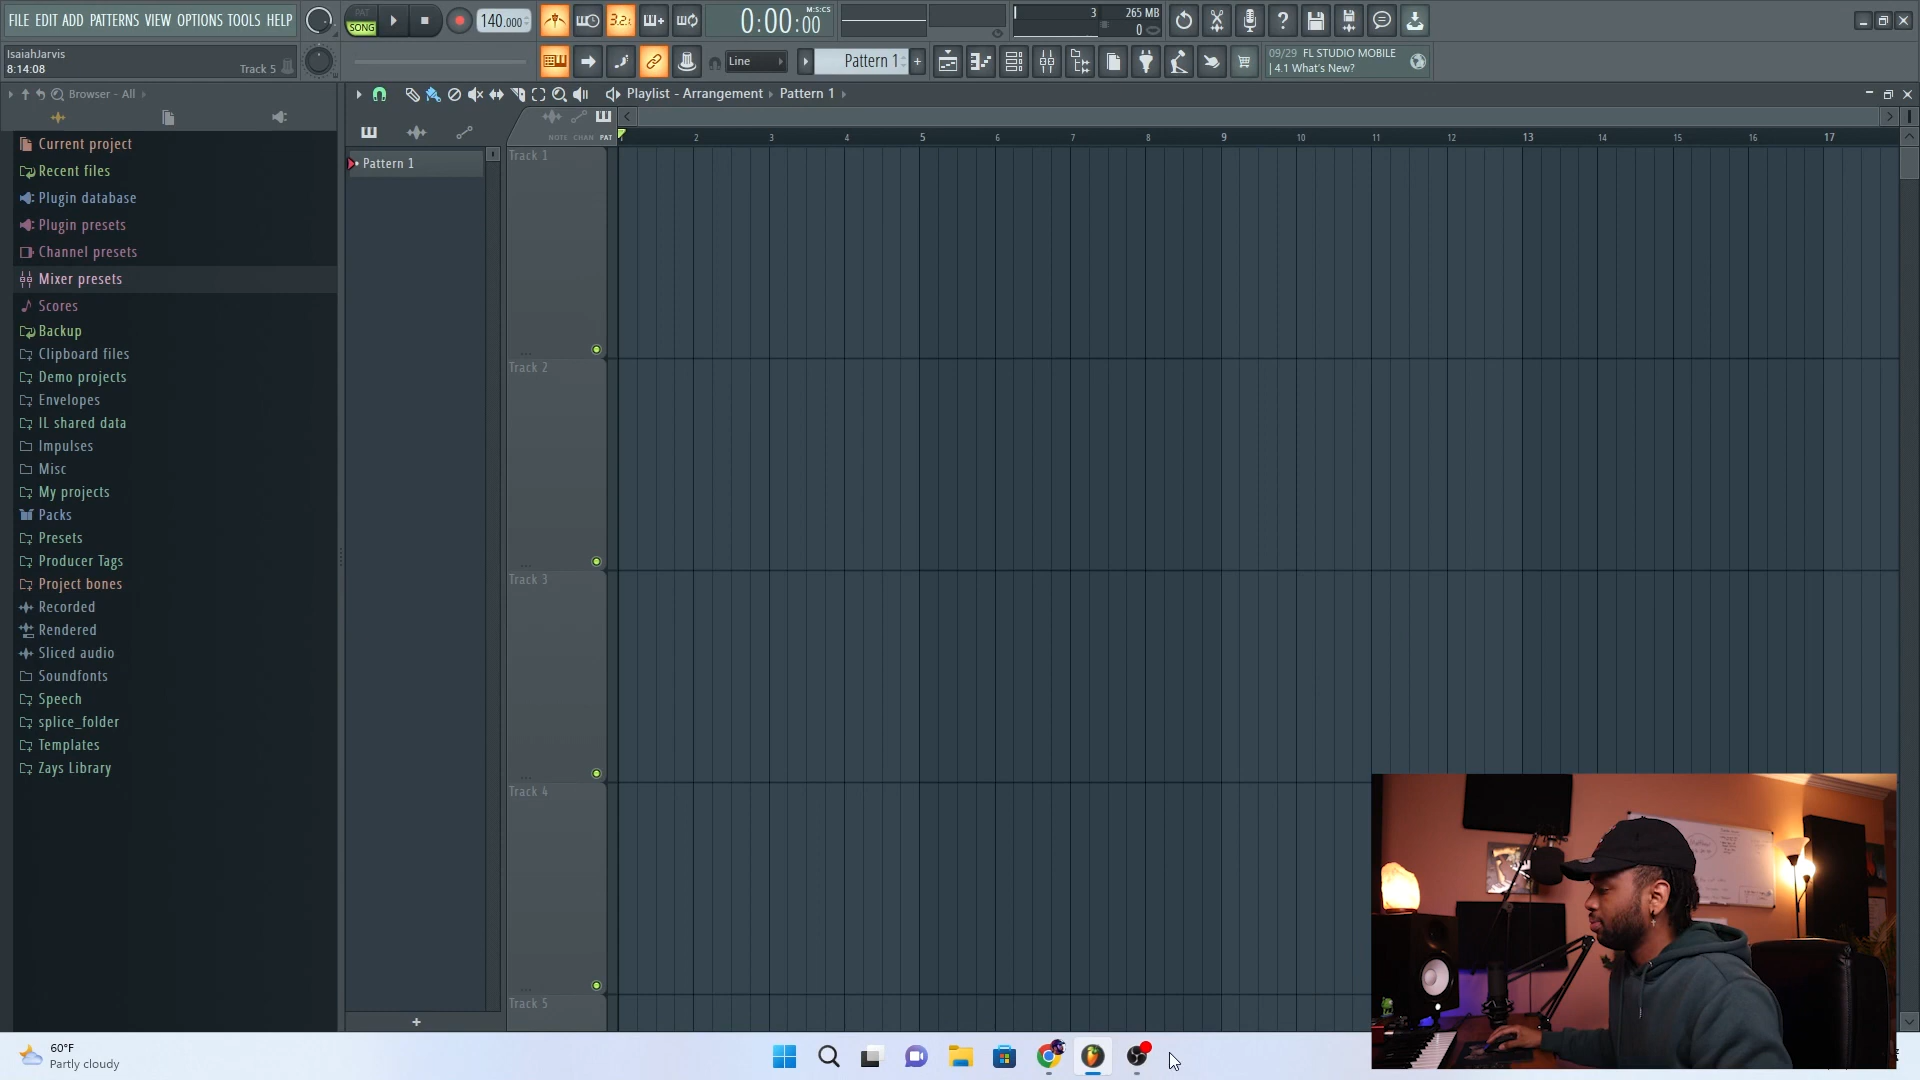 FILE EDIT ADD PATTERNS VIEW OPTIONS TOOLS HELP
PAT
SONG
140.000
3.2.
0:00:00
M:S:CS
3
265 MB
0
IsaiahJarvis
8:14:08
Track 5
Line
Pattern 1
+
09/29 FL STUDIO MOBILE
| 4.1 What's New?
Browser - All
Playlist - Arrangement › Pattern 1 ›
NOTE CHAN PAT
2 3 4 5 6 7 8 9 10 11 12 13 14 15 16 17
Current project
Recent files
Plugin database
Plugin presets
Channel presets
Mixer presets
Scores
Backup
Clipboard files
Demo projects
Envelopes
IL shared data
Impulses
Misc
My projects
Packs
Presets
Producer Tags
Project bones
Recorded
Rendered
Sliced audio
Soundfonts
Speech
splice_folder
Templates
Zays Library
Pattern 1
+
Track 1
Track 2
Track 3
Track 4
Track 5
60°F
Partly cloudy